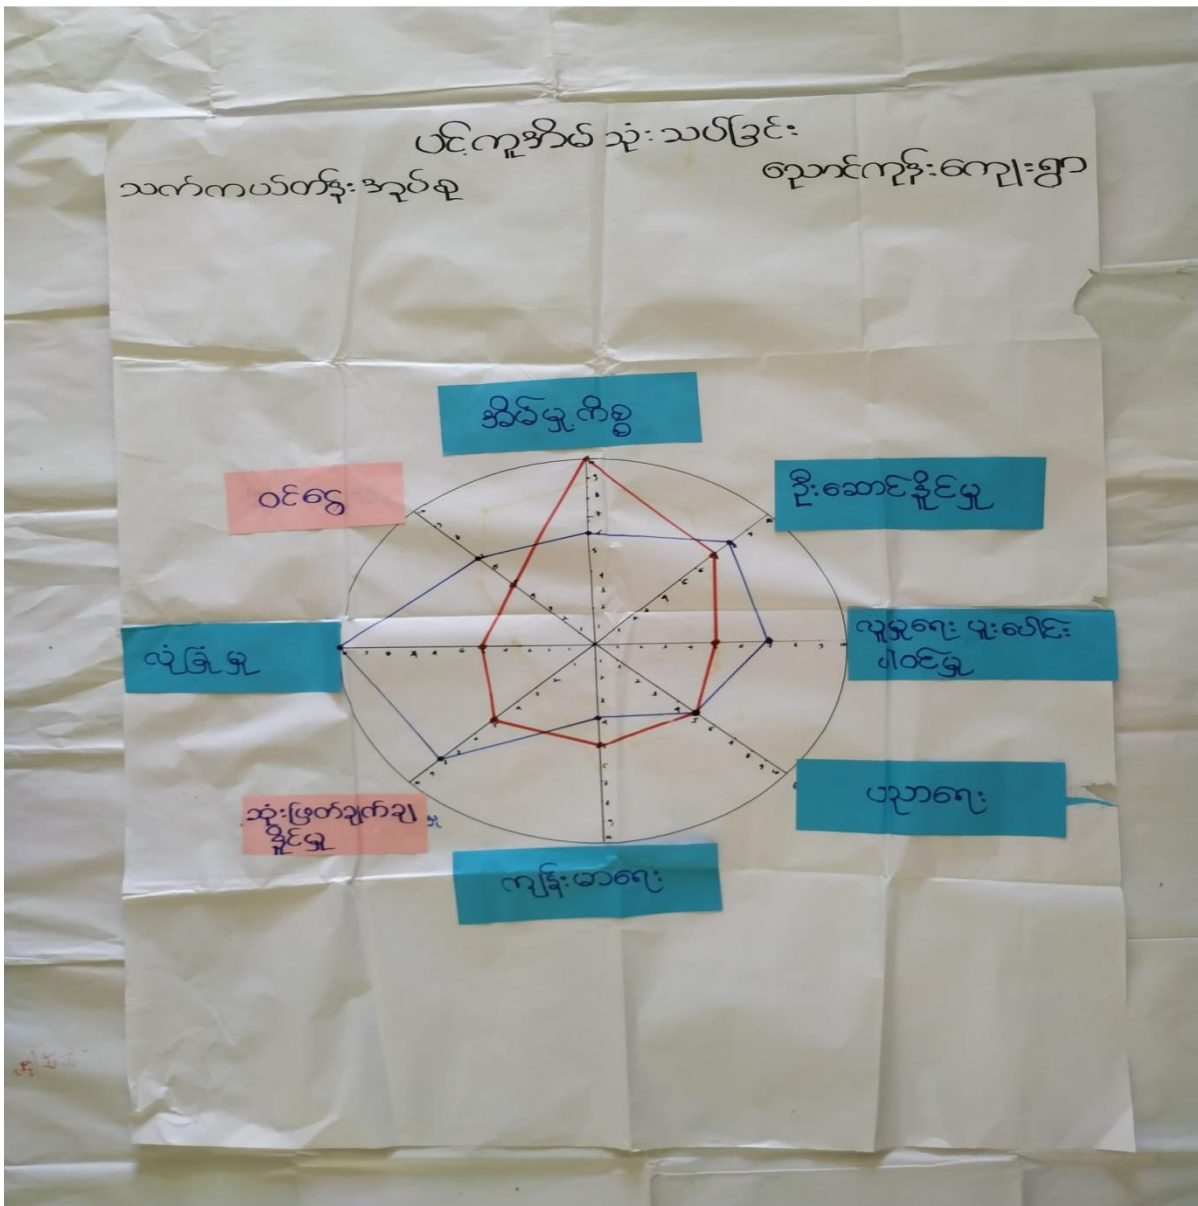 ပင့်ကူအိမ်သုံးသပ်ခြင်း
သက်ကယ်တန်းအုပ်စု
ညောင်ကုန်းကျေးရွာ
အိမ်မှုကိစ္စ
ဝင်ငွေ
ဦးဆောင်နိုင်မှု
လူမှုရေး ပူးပေါင်း
ပါဝင်မှု
လုံခြုံမှု
ပညာရေး
ဆုံးဖြတ်ချက်ချ
နိုင်မှု
ကျန်းမာရေး